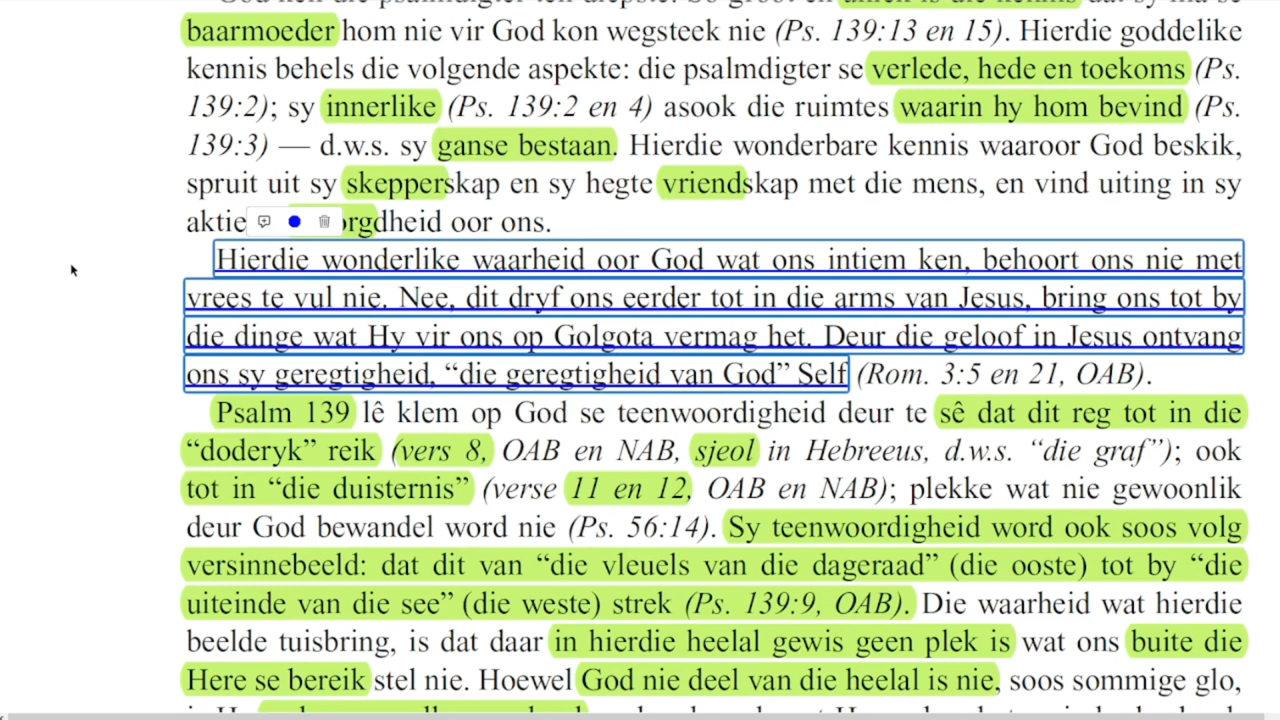 baarmoeder hom nie vir God kon wegsteek nie (Ps. 139:13 en 15). Hierdie goddelike
kennis behels die volgende aspekte: die psalmdigter se verlede, hede en toekoms (Ps.
139:2); sy innerlike (Ps. 139:2 en 4) asook die ruimtes waarin hy hom bevind (Ps.
139:3) — d.w.s. sy ganse bestaan. Hierdie wonderbare kennis waaroor God beskik,
spruit uit sy skepperskap en sy hegte vriendskap met die mens, en vind uiting in sy
aktie orgdheid oor ons.
Hierdie wonderlike waarheid oor God wat ons intiem ken, behoort ons nie met
vrees te vul nie. Nee, dit dryf ons eerder tot in die arms van Jesus, bring ons tot by
die dinge wat Hy vir ons op Golgota vermag het. Deur die geloof in Jesus ontvang
ons sy geregtigheid, “die geregtigheid van God” Self (Rom. 3:5 en 21, OAB).
Psalm 139 lê klem op God se teenwoordigheid deur te sê dat dit reg tot in die
“doderyk” reik (vers 8, OAB en NAB, sjeol in Hebreeus, d.w.s. “die graf”); ook
tot in “die duisternis” (verse 11 en 12, OAB en NAB); plekke wat nie gewoonlik
deur God bewandel word nie (Ps. 56:14). Sy teenwoordigheid word ook soos volg
versinnebeeld: dat dit van “die vleuels van die dageraad” (die ooste) tot by “die
uiteinde van die see” (die weste) strek (Ps. 139:9, OAB). Die waarheid wat hierdie
beelde tuisbring, is dat daar in hierdie heelal gewis geen plek is wat ons buite die
Here se bereik stel nie. Hoewel God nie deel van die heelal is nie, soos sommige glo,